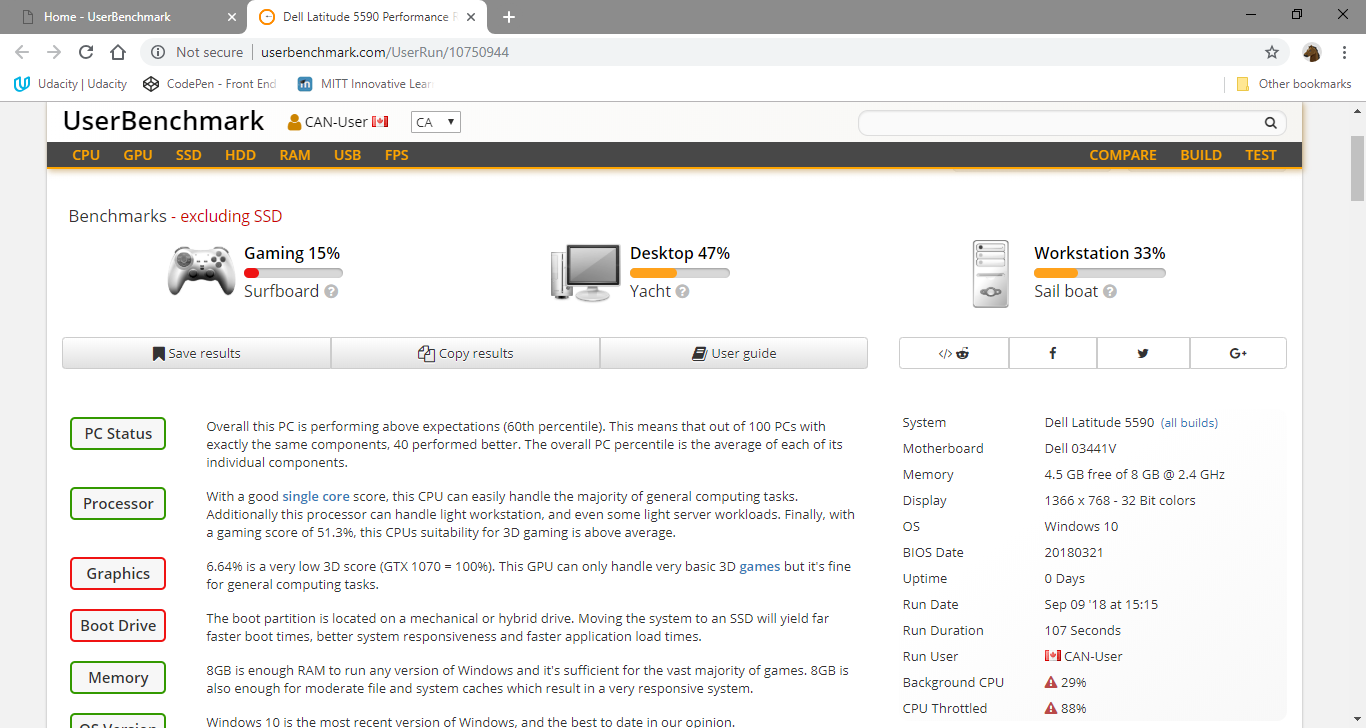 Home - UserBenchmark
Dell Latitude 5590 Performance R
Not secure
userbenchmark.com/UserRun/10750944
Udacity | Udacity
CodePen - Front End
MITT Innovative Lear
Other bookmarks
UserBenchmark
CAN-User
CA
CPU GPU SSD HDD RAM USB FPS
COMPARE BUILD TEST
Benchmarks - excluding SSD
Gaming 15%
Surfboard ?
Desktop 47%
Yacht ?
Workstation 33%
Sail boat ?
Save results
Copy results
User guide
</>
f
G+
PC Status
Overall this PC is performing above expectations (60th percentile). This means that out of 100 PCs with
exactly the same components, 40 performed better. The overall PC percentile is the average of each of its
individual components.
Processor
With a good single core score, this CPU can easily handle the majority of general computing tasks.
Additionally this processor can handle light workstation, and even some light server workloads. Finally, with
a gaming score of 51.3%, this CPUs suitability for 3D gaming is above average.
Graphics
6.64% is a very low 3D score (GTX 1070 = 100%). This GPU can only handle very basic 3D games but it's fine
for general computing tasks.
Boot Drive
The boot partition is located on a mechanical or hybrid drive. Moving the system to an SSD will yield far
faster boot times, better system responsiveness and faster application load times.
Memory
8GB is enough RAM to run any version of Windows and it's sufficient for the vast majority of games. 8GB is
also enough for moderate file and system caches which result in a very responsive system.
OS Version
Windows 10 is the most recent version of Windows, and the best to date in our opinion.
System Dell Latitude 5590 (all builds)
Motherboard Dell 03441V
Memory 4.5 GB free of 8 GB @ 2.4 GHz
Display 1366 x 768 - 32 Bit colors
OS Windows 10
BIOS Date 20180321
Uptime 0 Days
Run Date Sep 09 '18 at 15:15
Run Duration 107 Seconds
Run User CAN-User
Background CPU 29%
CPU Throttled 88%